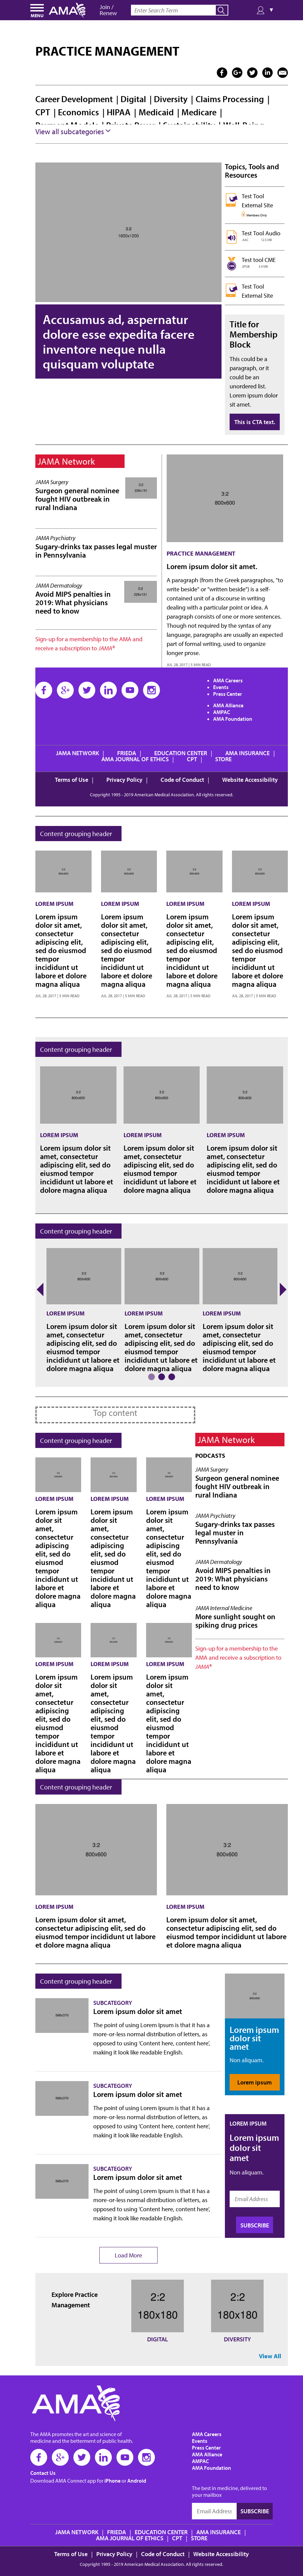 MENU
AMA
Join /
Renew
Enter Search Term
PRACTICE MANAGEMENT
Career Development | Digital | Diversity | Claims Processing |
CPT | Economics | HIPAA | Medicaid | Medicare |
View all subcategories
3:2
1800x1200
Accusamus ad, aspernatur
dolore esse expedita facere
inventore neque nulla
quisquam voluptate
Topics, Tools and
Resources
Test Tool
External Site
Members Only
Test Tool Audio
Test tool CME
Test Tool
External Site
Title for
Membership
Block
This could be a
paragraph, or it
could be an
unordered list.
Lorem ipsum dolor
sit amet.
This is CTA text.
JAMA Network
JAMA Surgery
Surgeon general nominee
fought HIV outbreak in
rural Indiana
JAMA Psychiatry
Sugary-drinks tax passes legal muster
in Pennsylvania
JAMA Dermatology
Avoid MIPS penalties in
2019: What physicians
need to know
Sign-up for a membership to the AMA and
receive a subscription to JAMA®
3:2
800x600
PRACTICE MANAGEMENT
Lorem ipsum dolor sit amet.
A paragraph (from the Greek paragraphos, "to
write beside" or "written beside") is a self-
contained unit of a discourse in writing
dealing with a particular point or idea. A
paragraph consists of one or more sentences.
Though not required by the syntax of any
language, paragraphs are usually an expected
part of formal writing, used to organize
longer prose.
JUL 28, 2017 | 5 MIN READ
AMA Careers
Events
Press Center
AMA Alliance
AMPAC
AMA Foundation
JAMA NETWORK | FRIEDA | EDUCATION CENTER | AMA INSURANCE |
AMA JOURNAL OF ETHICS | CPT | STORE
Terms of Use | Privacy Policy | Code of Conduct | Website Accessibility
Copyright 1995 - 2019 American Medical Association. All rights reserved.
Content grouping header
LOREM IPSUM
Lorem ipsum
dolor sit amet,
consectetur
adipiscing elit,
sed do eiusmod
tempor
incididunt ut
labore et dolore
magna aliqua
JUL 28, 2017 | 5 MIN READ
LOREM IPSUM
Lorem ipsum
dolor sit amet,
consectetur
adipiscing elit,
sed do eiusmod
tempor
incididunt ut
labore et dolore
magna aliqua
JUL 28, 2017 | 5 MIN READ
LOREM IPSUM
Lorem ipsum
dolor sit amet,
consectetur
adipiscing elit,
sed do eiusmod
tempor
incididunt ut
labore et dolore
magna aliqua
JUL 28, 2017 | 5 MIN READ
LOREM IPSUM
Lorem ipsum
dolor sit amet,
consectetur
adipiscing elit,
sed do eiusmod
tempor
incididunt ut
labore et dolore
magna aliqua
JUL 28, 2017 | 5 MIN READ
Content grouping header
3:2
800x600
LOREM IPSUM
Lorem ipsum dolor sit
amet, consectetur
adipiscing elit, sed do
eiusmod tempor
incididunt ut labore et
dolore magna aliqua
3:2
800x600
LOREM IPSUM
Lorem ipsum dolor sit
amet, consectetur
adipiscing elit, sed do
eiusmod tempor
incididunt ut labore et
dolore magna aliqua
3:2
800x600
LOREM IPSUM
Lorem ipsum dolor sit
amet, consectetur
adipiscing elit, sed do
eiusmod tempor
incididunt ut labore et
dolore magna aliqua
Content grouping header
3:2
800x600
LOREM IPSUM
Lorem ipsum dolor sit
amet, consectetur
adipiscing elit, sed do
eiusmod tempor
incididunt ut labore et
dolore magna aliqua
3:2
800x600
LOREM IPSUM
Lorem ipsum dolor sit
amet, consectetur
adipiscing elit, sed do
eiusmod tempor
incididunt ut labore et
dolore magna aliqua
3:2
800x600
LOREM IPSUM
Lorem ipsum dolor sit
amet, consectetur
adipiscing elit, sed do
eiusmod tempor
incididunt ut labore et
dolore magna aliqua
Top content
Content grouping header
LOREM IPSUM
Lorem ipsum
dolor sit
amet,
consectetur
adipiscing
elit, sed do
eiusmod
tempor
incididunt ut
labore et
dolore magna
aliqua
LOREM IPSUM
Lorem ipsum
dolor sit
amet,
consectetur
adipiscing
elit, sed do
eiusmod
tempor
incididunt ut
labore et
dolore magna
aliqua
LOREM IPSUM
Lorem ipsum
dolor sit
amet,
consectetur
adipiscing
elit, sed do
eiusmod
tempor
incididunt ut
labore et
dolore magna
aliqua
LOREM IPSUM
Lorem ipsum
dolor sit
amet,
consectetur
adipiscing
elit, sed do
eiusmod
tempor
incididunt ut
labore et
dolore magna
aliqua
LOREM IPSUM
Lorem ipsum
dolor sit
amet,
consectetur
adipiscing
elit, sed do
eiusmod
tempor
incididunt ut
labore et
dolore magna
aliqua
LOREM IPSUM
Lorem ipsum
dolor sit
amet,
consectetur
adipiscing
elit, sed do
eiusmod
tempor
incididunt ut
labore et
dolore magna
aliqua
JAMA Network
PODCASTS
JAMA Surgery
Surgeon general nominee
fought HIV outbreak in
rural Indiana
JAMA Psychiatry
Sugary-drinks tax passes
legal muster in
Pennsylvania
JAMA Dermatology
Avoid MIPS penalties in
2019: What physicians
need to know
JAMA Internal Medicine
More sunlight sought on
spiking drug prices
Sign-up for a membership to the
AMA and receive a subscription to
JAMA®
Content grouping header
3:2
800x600
LOREM IPSUM
Lorem ipsum dolor sit amet,
consectetur adipiscing elit, sed do
eiusmod tempor incididunt ut labore
et dolore magna aliqua
3:2
800x600
LOREM IPSUM
Lorem ipsum dolor sit amet,
consectetur adipiscing elit, sed do
eiusmod tempor incididunt ut labore
et dolore magna aliqua
Content grouping header
SUBCATEGORY
Lorem ipsum dolor sit amet
The point of using Lorem Ipsum is that it has a
more-or-less normal distribution of letters, as
opposed to using 'Content here, content here',
making it look like readable English.
SUBCATEGORY
Lorem ipsum dolor sit amet
The point of using Lorem Ipsum is that it has a
more-or-less normal distribution of letters, as
opposed to using 'Content here, content here',
making it look like readable English.
SUBCATEGORY
Lorem ipsum dolor sit amet
The point of using Lorem Ipsum is that it has a
more-or-less normal distribution of letters, as
opposed to using 'Content here, content here',
making it look like readable English.
Load More
Lorem ipsum
dolor sit
amet
Non aliquam.
Lorem ipsum
LOREM IPSUM
Lorem ipsum
dolor sit
amet
Non aliquam.
Email Address
SUBSCRIBE
Explore Practice
Management
2:2
180x180
DIGITAL
2:2
180x180
DIVERSITY
View All
AMA
The AMA promotes the art and science of
medicine and the betterment of public health.
Contact Us
Download AMA Connect app for iPhone or Android
AMA Careers
Events
Press Center
AMA Alliance
AMPAC
AMA Foundation
The best in medicine, delivered to
your mailbox
Email Address
SUBSCRIBE
JAMA NETWORK | FRIEDA | EDUCATION CENTER | AMA INSURANCE |
AMA JOURNAL OF ETHICS | CPT | STORE
Terms of Use | Privacy Policy | Code of Conduct | Website Accessibility
Copyright 1995 - 2019 American Medical Association. All rights reserved.